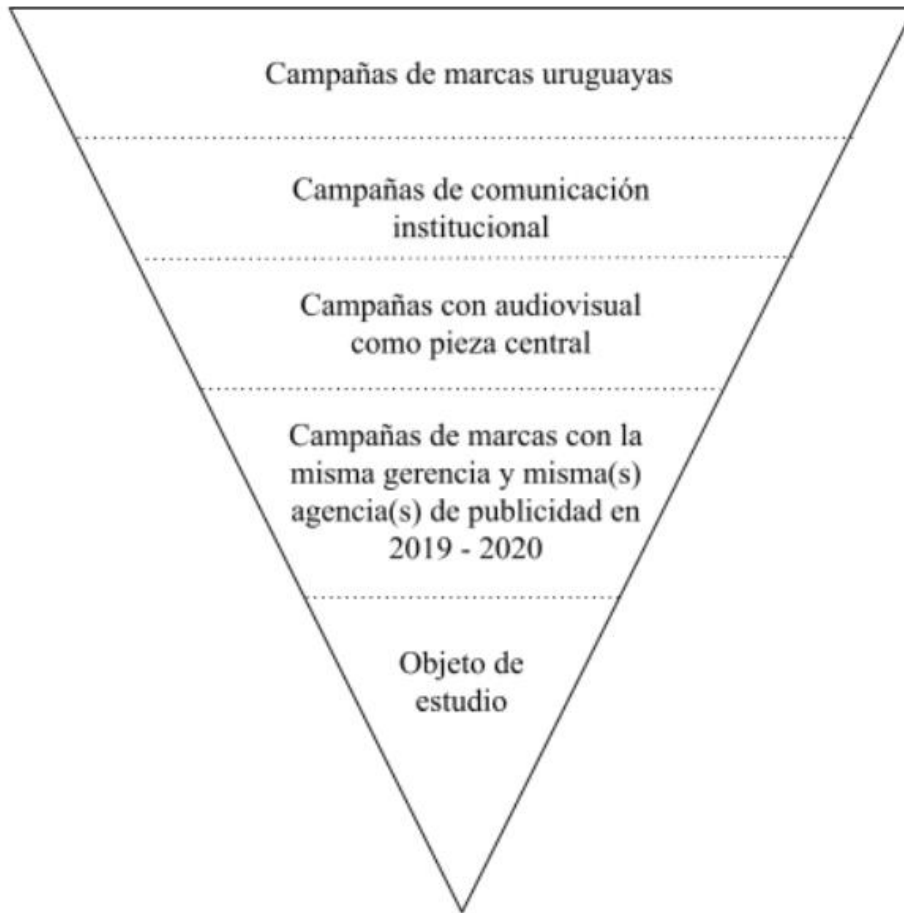 Campañas de marcas uruguayas
Campañas de comunicación
institucional
Campañas con audiovisual
como pieza central
Campañas de marcas con la
misma gerencia y misma(s)
agencia(s) de publicidad en
2019 - 2020
Objeto de
estudio